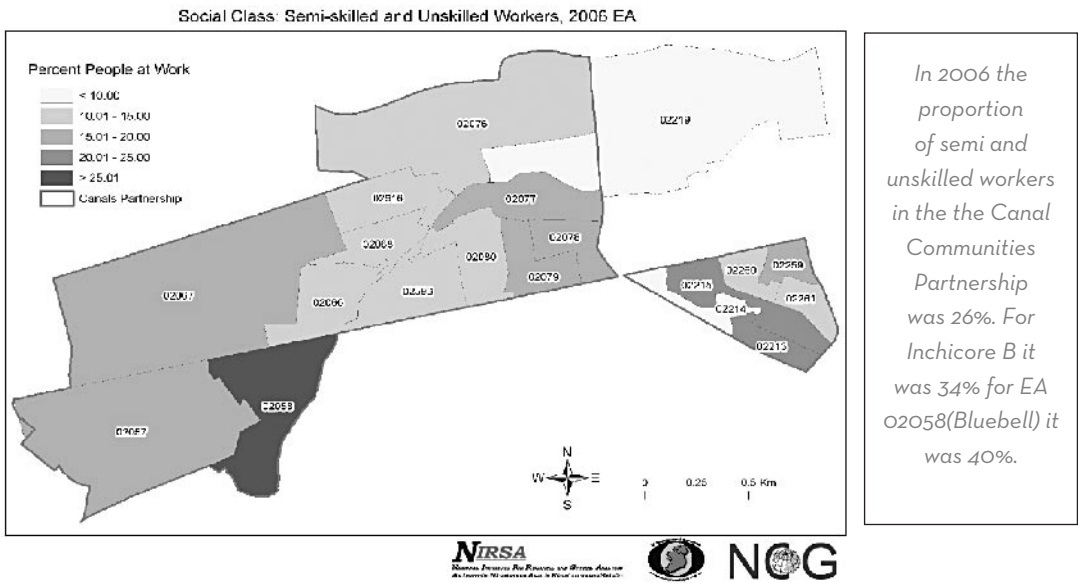 Social Class: Semi-skilled and Unskilled Workers, 2006 EA
Percent People at Work
< 10.00
10.01 - 15.00
15.01 - 20.00
20.01 - 25.00
> 25.01
Canals Partnership
02076
02219
02077
02078
02079
02080
02067
02066
02057
02058
02260
02259
02261
02214
02213
N
W
E
S
0 0.25 0.5 Km
In 2006 the
proportion
of semi and
unskilled workers
in the the Canal
Communities
Partnership
was 26%. For
Inchicore B it
was 34% for EA
02058(Bluebell) it
was 40%.
NIRSA
NCG